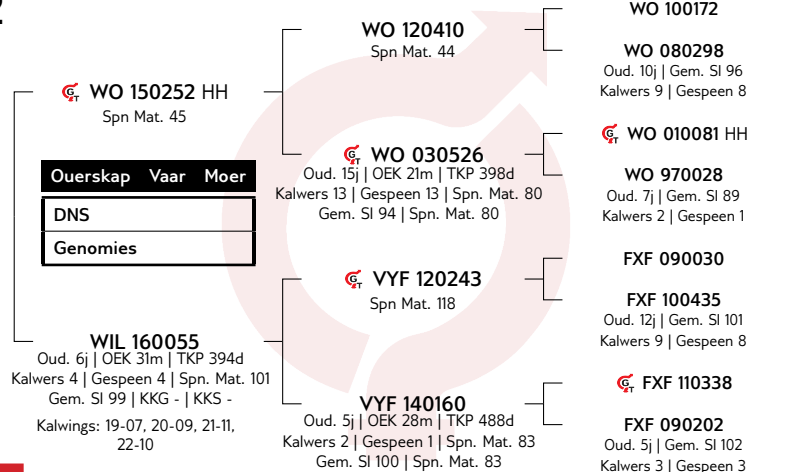 WO 150252 HH
Spn Mat. 45
Ouerskap Vaar Moer
DNS
Genomies
WIL 160055
Oud. 6j | OEK 31m | TKP 394d
Kalwers 4 | Gespeen 4 | Spn. Mat. 101
Gem. SI 99 | KKG - | KKS -
Kalwings: 19-07, 20-09, 21-11,
22-10
WO 120410
Spn Mat. 44
WO 030526
Oud. 15j | OEK 21m | TKP 398d
Kalwers 13 | Gespeen 13 | Spn. Mat. 80
Gem. SI 94 | Spn. Mat. 80
VYF 120243
Spn Mat. 118
VYF 140160
Oud. 5j | OEK 28m | TKP 488d
Kalwers 2 | Gespeen 1 | Spn. Mat. 83
Gem. SI 100 | Spn. Mat. 83
WO 100172
WO 080298
Oud. 10j | Gem. SI 96
Kalwers 9 | Gespeen 8
GT WO 010081 HH
WO 970028
Oud. 7j | Gem. SI 89
Kalwers 2 | Gespeen 1
FXF 090030
FXF 100435
Oud. 12j | Gem. SI 101
Kalwers 9 | Gespeen 8
GT FXF 110338
FXF 090202
Oud. 5j | Gem. SI 102
Kalwers 3 | Gespeen 3